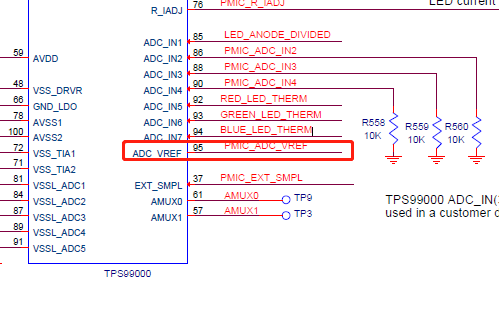 R_IADJ 76 PMIC_R_IADJ LED current
ADC_IN1 85 LED_ANODE_DIVIDED
59 AVDD ADC_IN2 86 PMIC_ADC_IN2
ADC_IN3 88 PMIC_ADC_IN3
48 VSS_DRVR ADC_IN4 90 PMIC_ADC_IN4
66 GND_LDO ADC_IN5 92 RED_LED_THERM
78 AVSS1 ADC_IN6 93 GREEN_LED_THERM
100 AVSS2 ADC_IN7 94 BLUE_LED_THERM
R558 R559 R560
10K 10K 10K
72 VSS_TIA1 ADC_VREF 95 PMIC_ADC_VREF
71 VSS_TIA2
81 VSSL_ADC1 EXT_SMPL 37 PMIC_EXT_SMPL
84 VSSL_ADC2 AMUX0 61 AMUX0 TP9
87 VSSL_ADC3 AMUX1 57 AMUX1 TP3
89 VSSL_ADC4
91 VSSL_ADC5
TPS99000 ADC_IN(
used in a customer
TPS99000